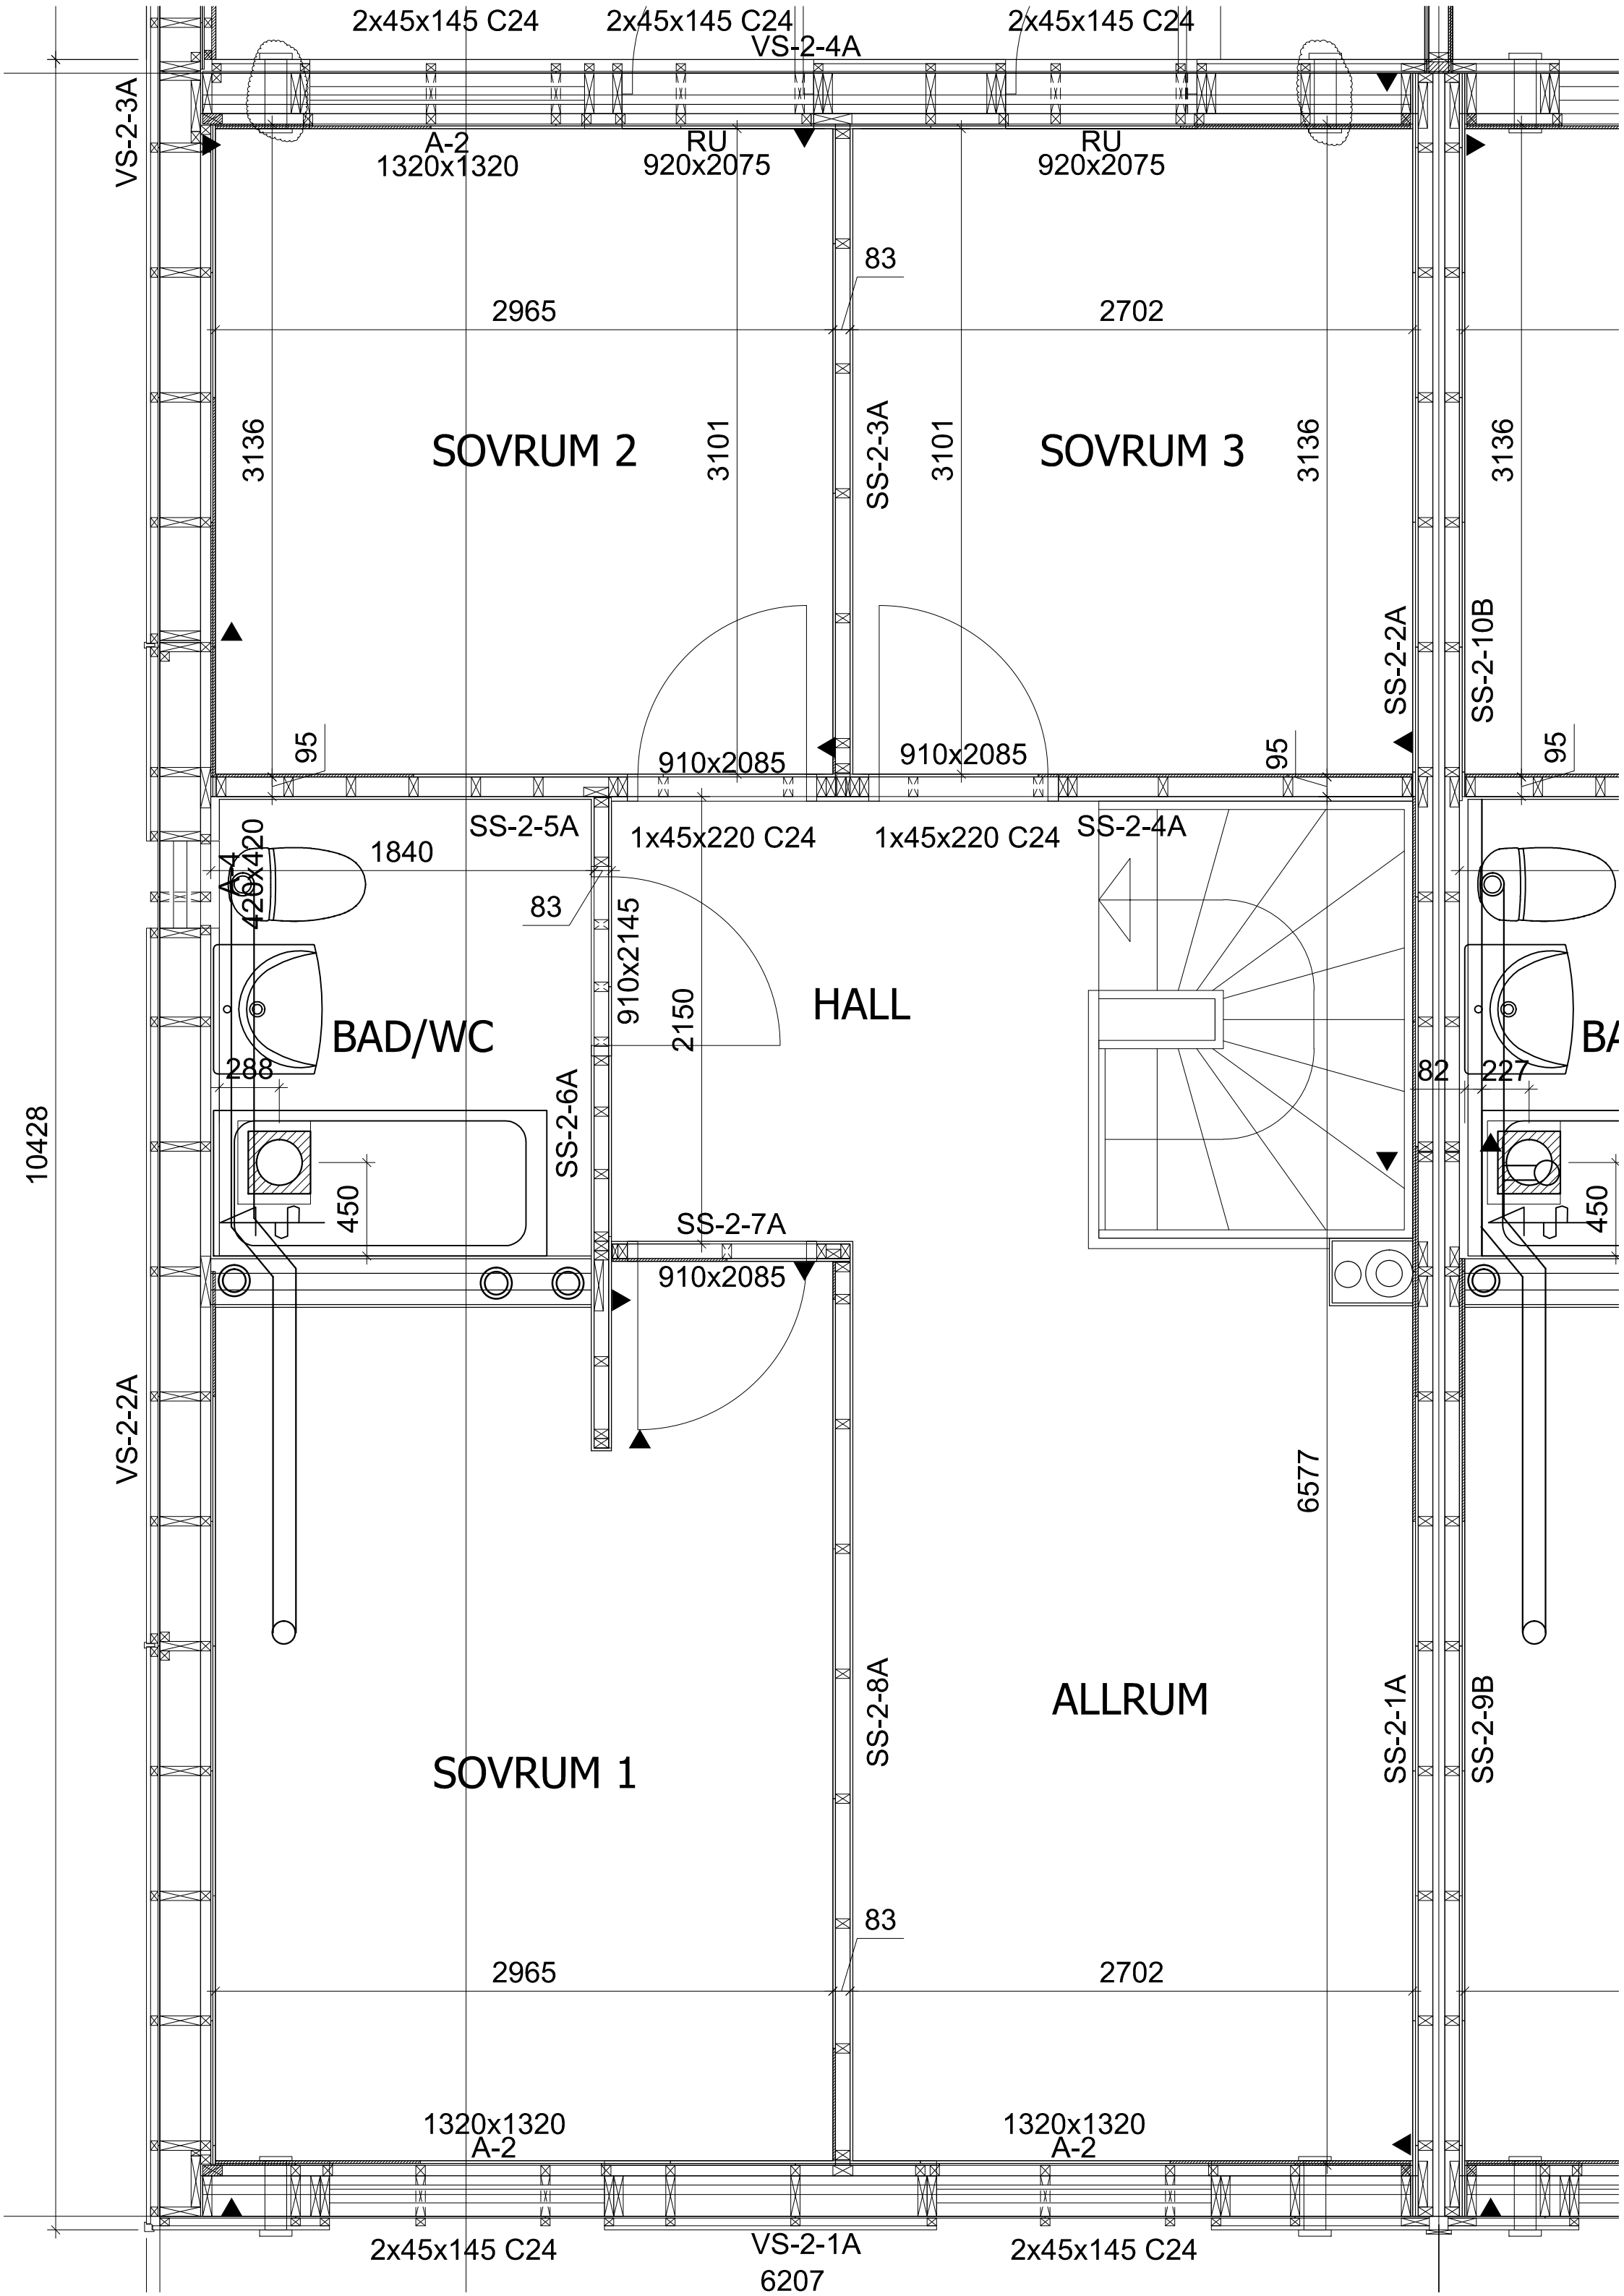 2x45x145 C24
2x45x145 C24
2x45x145 C24
VS-2-4A
VS-2-3A
A-2
1320x1320
RU
920x2075
RU
920x2075
83
2965
2702
3136
SOVRUM 2
3101
SS-2-3A
3101
SOVRUM 3
3136
3136
SS-2-2A
SS-2-10B
95
910x2085
910x2085
95
95
SS-2-5A
1x45x220 C24
1x45x220 C24
SS-2-4A
A-4
420x420
1840
83
910x2145
2150
HALL
BAD/WC
BA
288
82
227
SS-2-6A
10428
450
450
SS-2-7A
910x2085
VS-2-2A
6577
SS-2-8A
ALLRUM
SS-2-1A
SS-2-9B
SOVRUM 1
83
2965
2702
1320x1320
A-2
1320x1320
A-2
2x45x145 C24
VS-2-1A
2x45x145 C24
6207